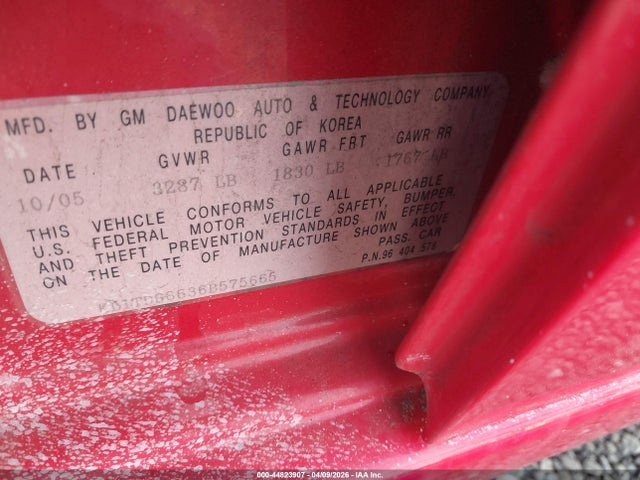 MFD. BY GM DAEWOO AUTO & TECHNOLOGY COMPANY
REPUBLIC OF KOREA
DATE GVWR GAWR FRT GAWR RR
10/05 3287 LB 1830 LB 1767 LB
THIS VEHICLE CONFORMS TO ALL APPLICABLE
U.S. FEDERAL MOTOR VEHICLE SAFETY, BUMPER,
AND THEFT PREVENTION STANDARDS IN EFFECT
ON THE DATE OF MANUFACTURE SHOWN ABOVE
PASS. CAR
P.N.96 404 578
KL1TD66636B575665
000-44823907 - 04/09/2026 - IAA Inc.